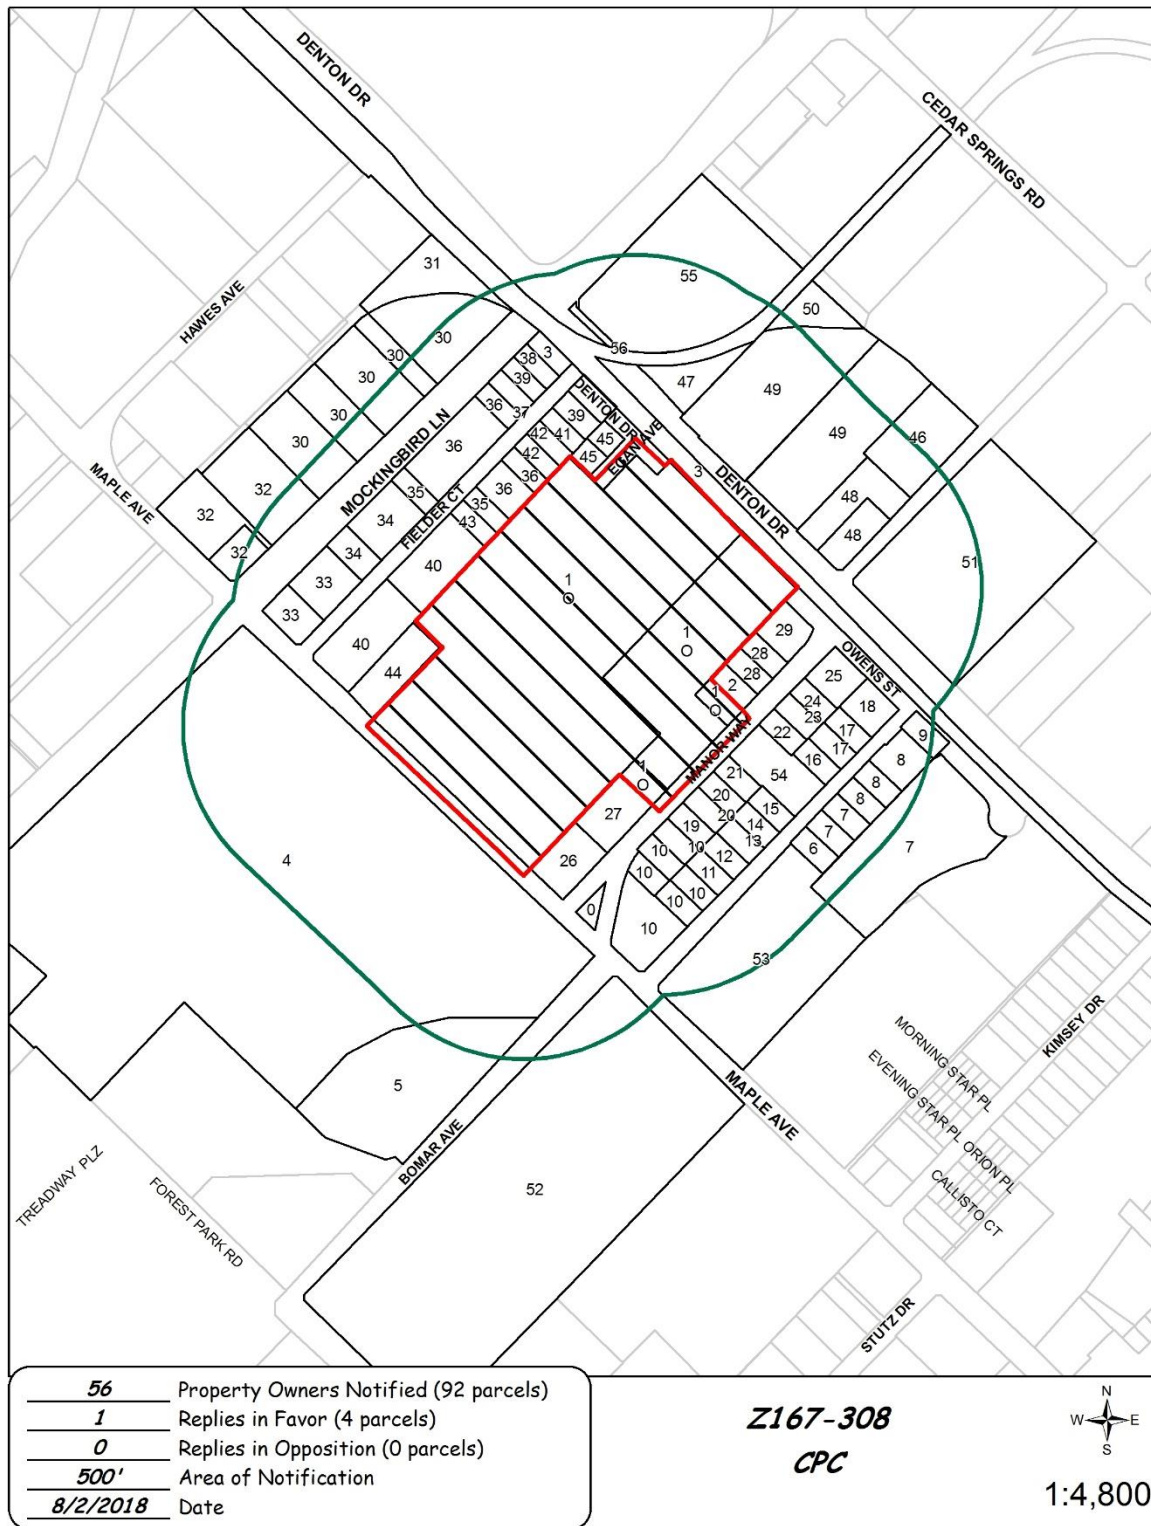 DENTON DR
CEDAR SPRINGS RD
HAWES AVE
31
55
50
30
30
30
30
30
56
38
3
39
47
49
36
37
36
DENTON DR
39
42
41
45
45
42
36
EGAN AVE
3
DENTON DR
49
46
48
48
51
MOCKINGBIRD LN
MAPLE AVE
32
32
32
35
34
FIELDER CT
36
35
43
34
33
33
40
40
44
1
1
1
1
29
28
28
2
OWENS ST
25
24
23
22
18
17
17
16
9
8
8
8
7
7
6
7
MANOR WAY
21
54
20
20
15
14
13
19
10
10
12
11
10
10
10
10
27
26
0
4
5
53
52
BOMAR AVE
MAPLE AVE
MORNING STAR PL
EVENING STAR PL
ORION PL
CALLISTO CT
KIMSEY DR
STUTZ DR
TREADWAY PLZ
FOREST PARK RD
56 Property Owners Notified (92 parcels)
1 Replies in Favor (4 parcels)
0 Replies in Opposition (0 parcels)
500' Area of Notification
8/2/2018 Date
Z167-308
CPC
N
W E
S
1:4,800